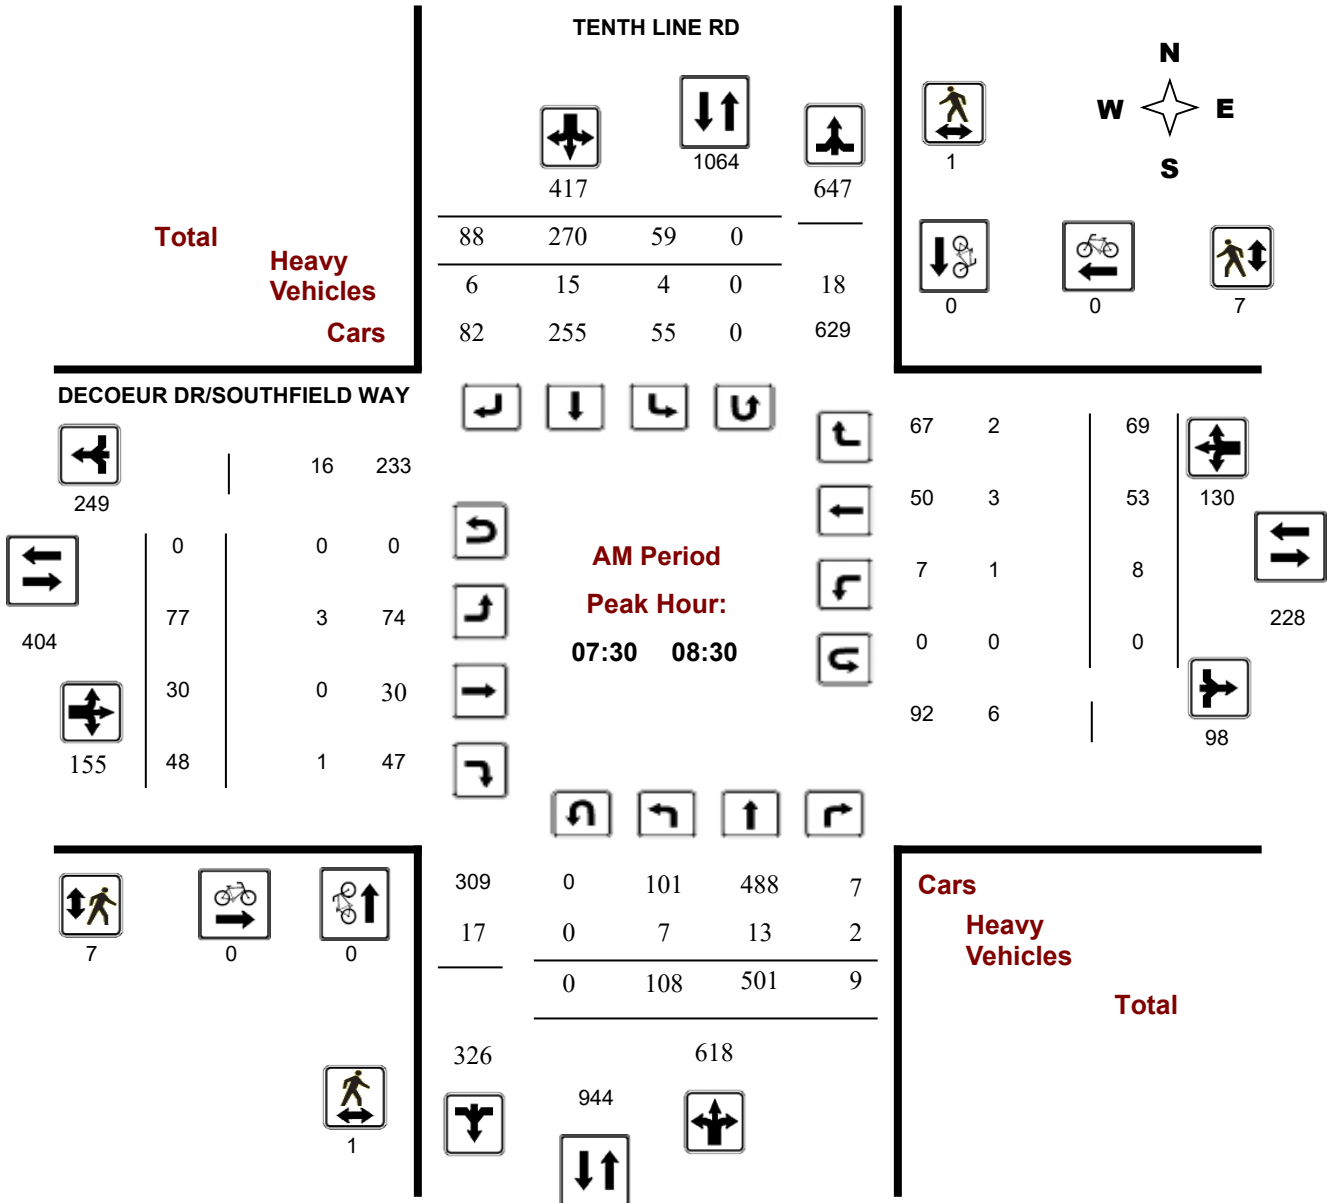 TENTH LINE RD
N
W E
S
1064
1
417 647
Total 88 270 59 0
Heavy
Vehicles 6 15 4 0 18
Cars 82 255 55 0 629
0 0 7
DECOEUR DR/SOUTHFIELD WAY
67 2 69
16 233
249 50 3 53 130
0 0 0
AM Period
7 1 8
Peak Hour:
77 3 74 228
404 07:30 08:30 0 0 0
30 0 30
92 6 98
155 48 1 47
309 0 101 488 7 Cars
17 0 7 13 2 Heavy
Vehicles
7 0 0
0 108 501 9 Total
326 618
944
1